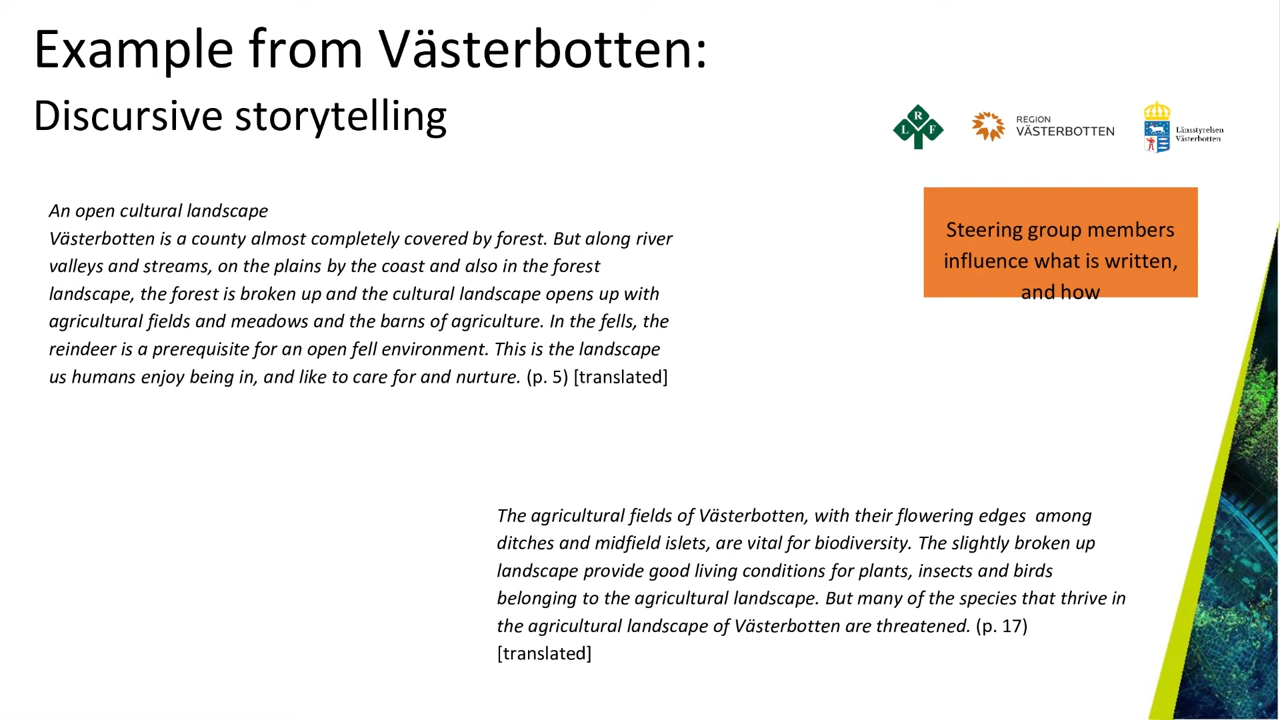 Example from Västerbotten:
Discursive storytelling
L R F
REGION
VÄSTERBOTTEN
Länsstyrelsen
Västerbotten
Steering group members
influence what is written,
and how
An open cultural landscape
Västerbotten is a county almost completely covered by forest. But along river
valleys and streams, on the plains by the coast and also in the forest
landscape, the forest is broken up and the cultural landscape opens up with
agricultural fields and meadows and the barns of agriculture. In the fells, the
reindeer is a prerequisite for an open fell environment. This is the landscape
us humans enjoy being in, and like to care for and nurture. (p. 5) [translated]
The agricultural fields of Västerbotten, with their flowering edges among
ditches and midfield islets, are vital for biodiversity. The slightly broken up
landscape provide good living conditions for plants, insects and birds
belonging to the agricultural landscape. But many of the species that thrive in
the agricultural landscape of Västerbotten are threatened. (p. 17)
[translated]